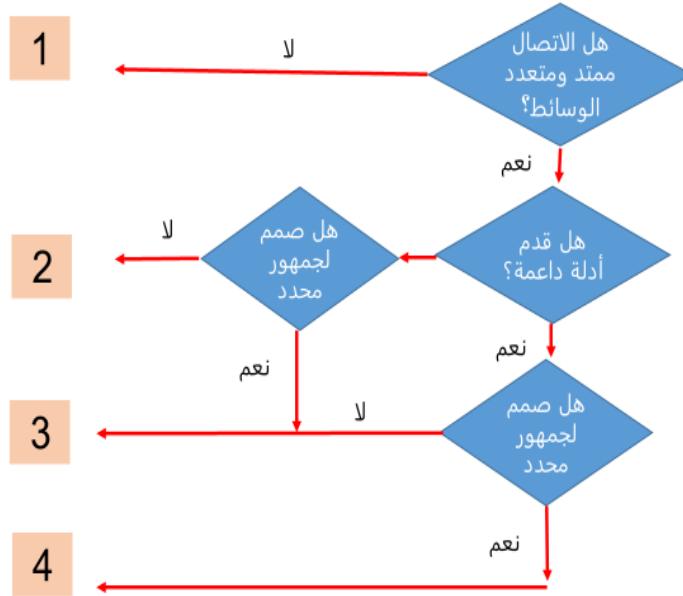 هل الاتصال
ممتد ومتعدد
الوسائط؟
لا
1
نعم
هل قدم
أدلة داعمة؟
هل صمم
لجمهور
محدد
لا
2
نعم
نعم
هل صمم
لجمهور
محدد
لا
3
نعم
4